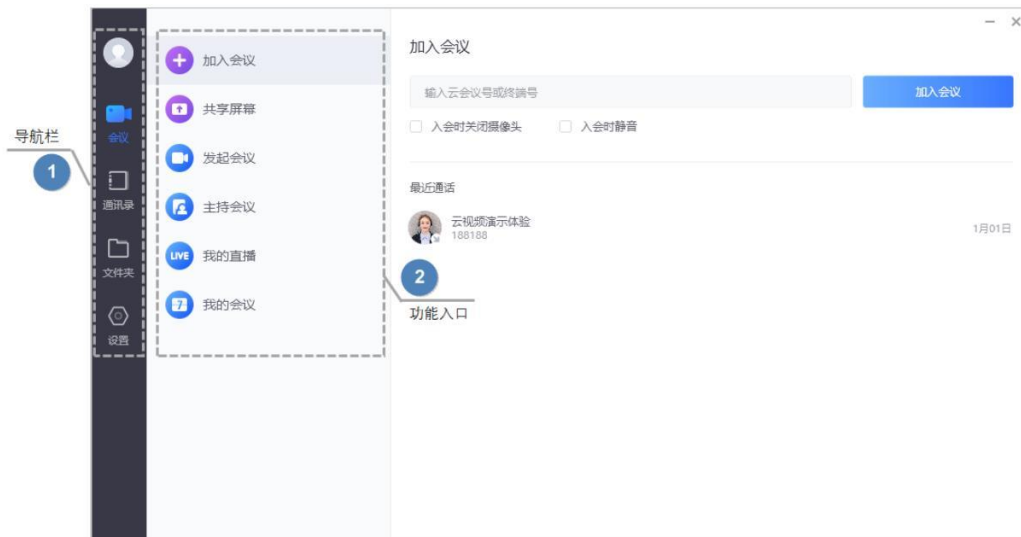 导航栏
1
会议
通讯录
文件夹
设置
加入会议
共享屏幕
发起会议
主持会议
LIVE 我的直播
7 我的会议
2
功能入口
加入会议
输入云会议号或终端号
加入会议
入会时关闭摄像头 入会时静音
最近通话
云视频演示体验
188188
1月01日